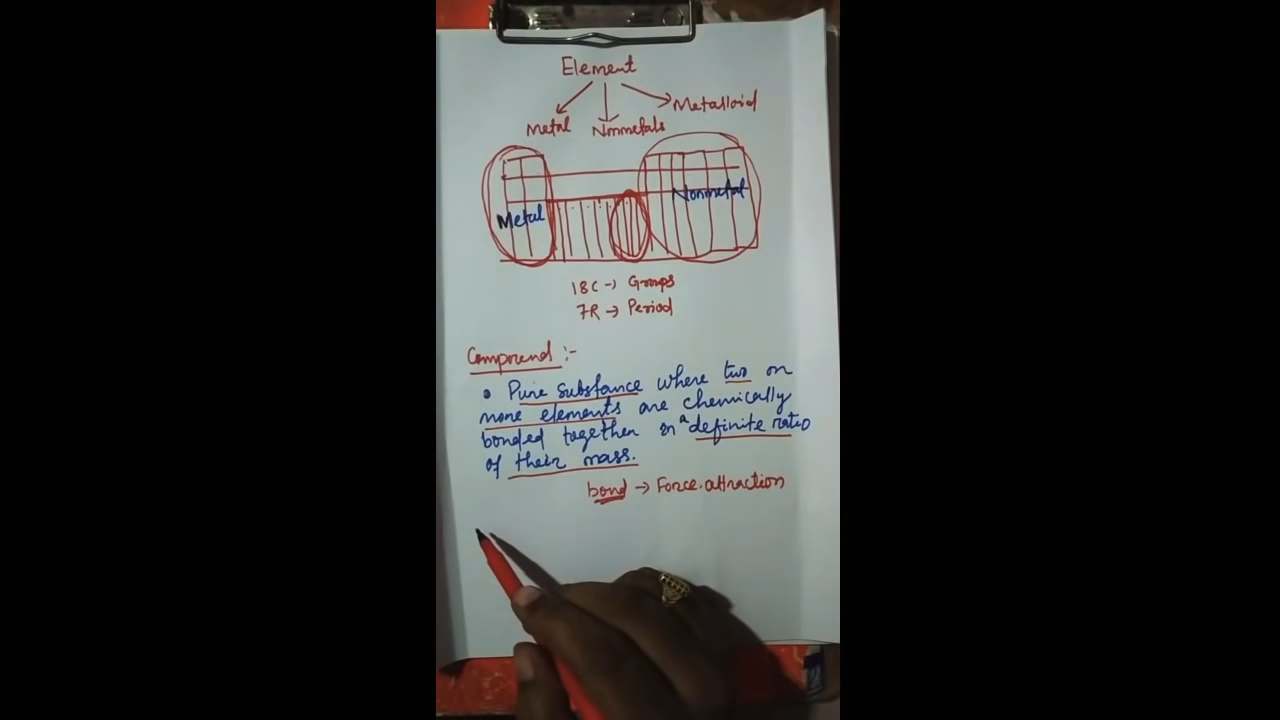 Element
Metal Nonmetals Metalloid
Metal Nonmetal
18C → Groups
7R → Period
Compound :-
• Pure substance where two or
more elements are chemically
bonded together in a definite ratio
of their mass.
bond → Force.attraction